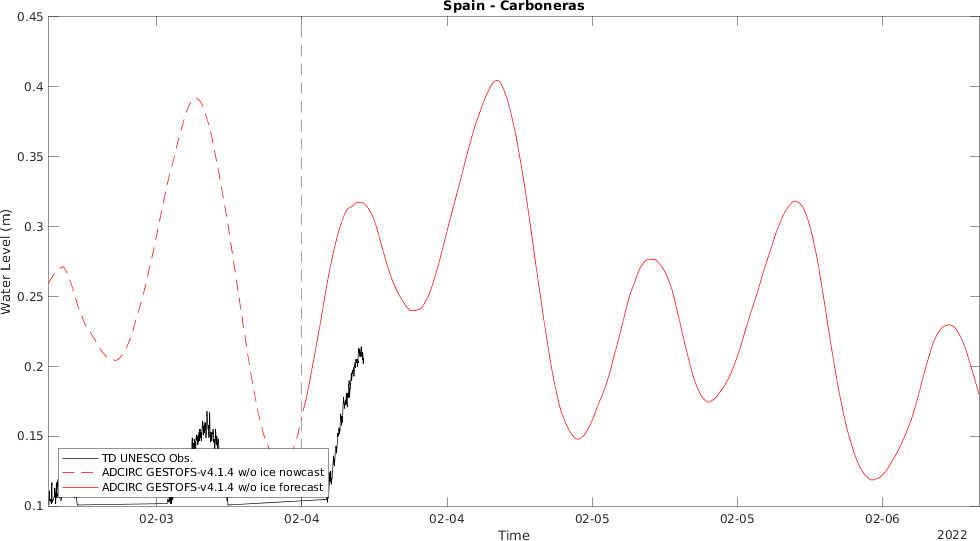 Spain - Carboneras
0.45
0.4
0.35
0.3
0.25
0.2
0.15
0.1
Water Level (m)
TD UNESCO Obs.
ADCIRC GESTOFS-v4.1.4 w/o ice nowcast
ADCIRC GESTOFS-v4.1.4 w/o ice forecast
02-03 02-04 02-04 02-05 02-05 02-06
Time
2022